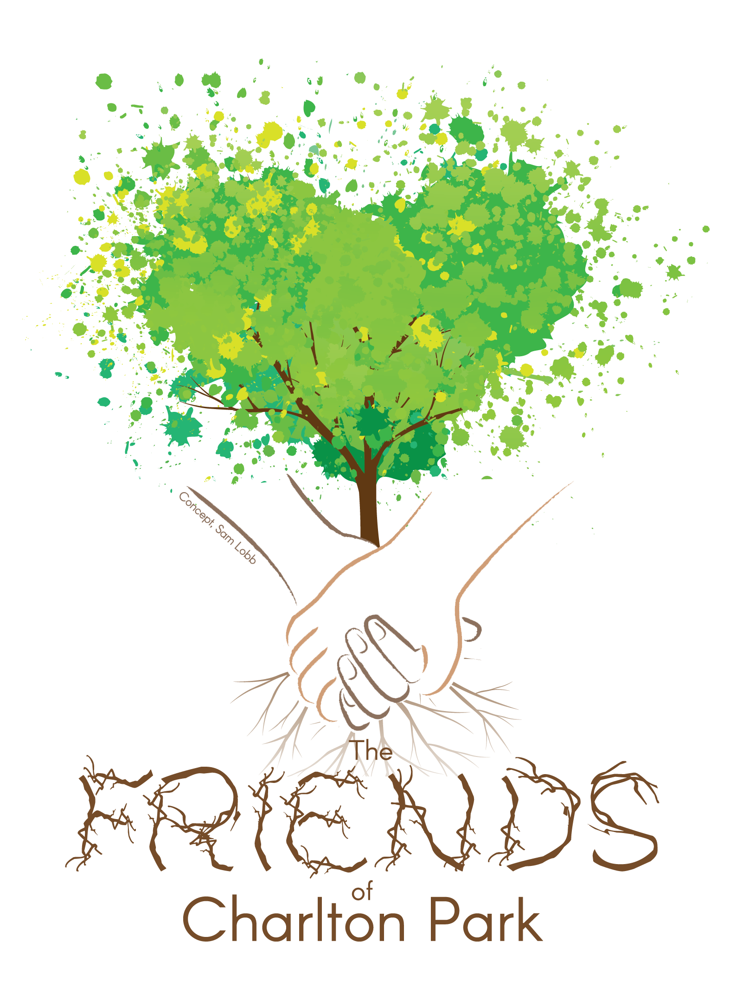 Concept, Sam Lobb
The
FRIENDS
of
Charlton Park